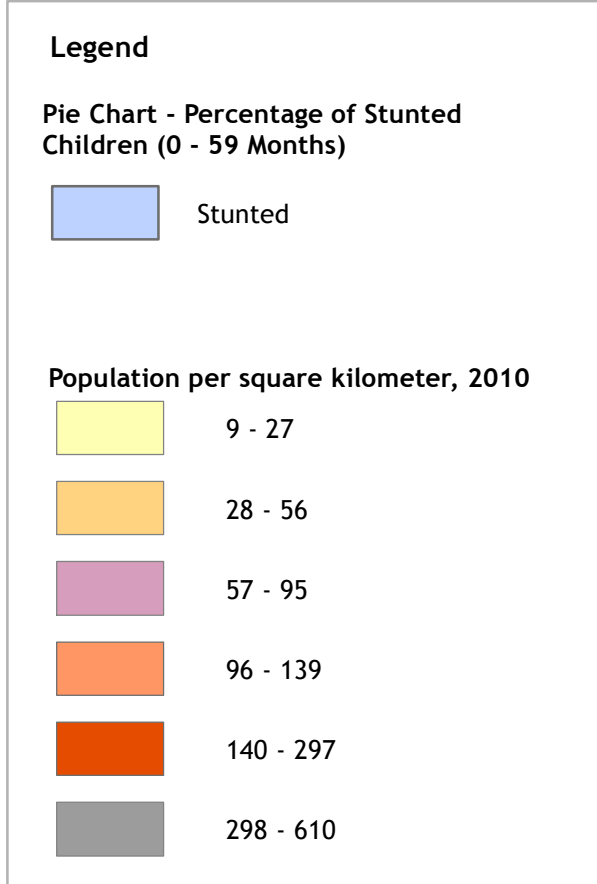 Legend
Pie Chart - Percentage of Stunted
Children (0 - 59 Months)
Stunted
Population per square kilometer, 2010
9 - 27
28 - 56
57 - 95
96 - 139
140 - 297
298 - 610